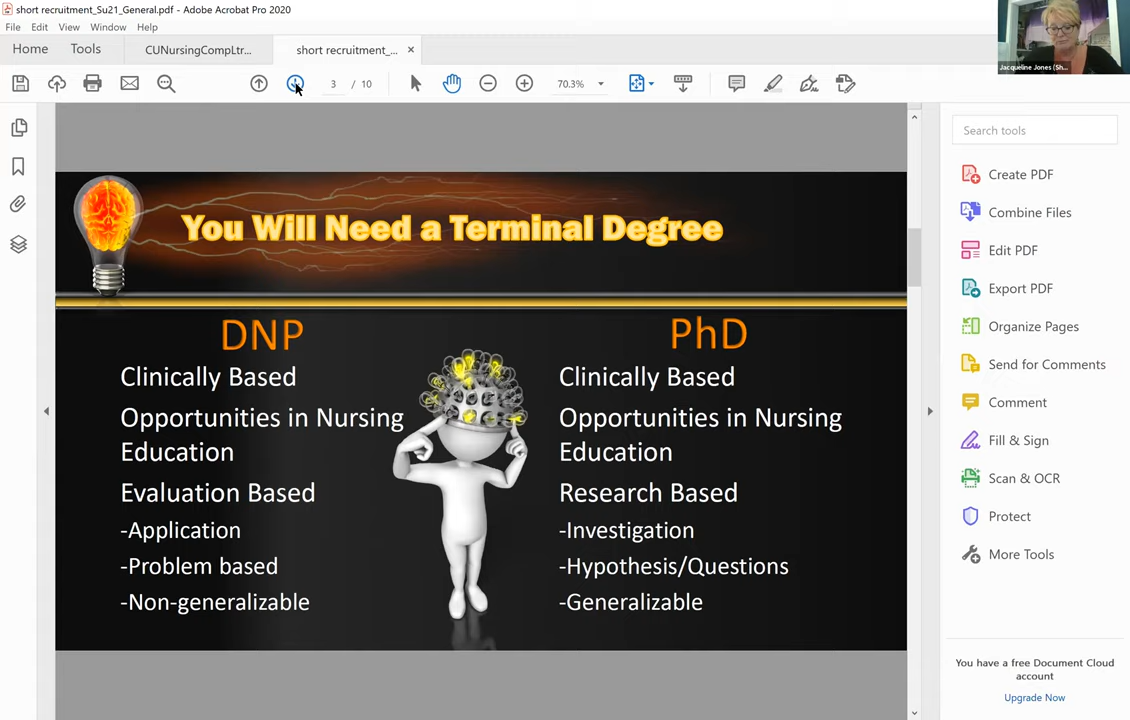 short recruitment_Su21_General.pdf - Adobe Acrobat Pro 2020
File Edit View Window Help
Home Tools CUNursingCompLtr... short recruitment_... ×
3 / 10 70.3%
Jacqueline Jones (Sh...
Search tools
You Will Need a Terminal Degree
DNP
Clinically Based
Opportunities in Nursing
Education
Evaluation Based
-Application
-Problem based
-Non-generalizable
PhD
Clinically Based
Opportunities in Nursing
Education
Research Based
-Investigation
-Hypothesis/Questions
-Generalizable
Create PDF
Combine Files
Edit PDF
Export PDF
Organize Pages
Send for Comments
Comment
Fill & Sign
Scan & OCR
Protect
More Tools
You have a free Document Cloud
account
Upgrade Now